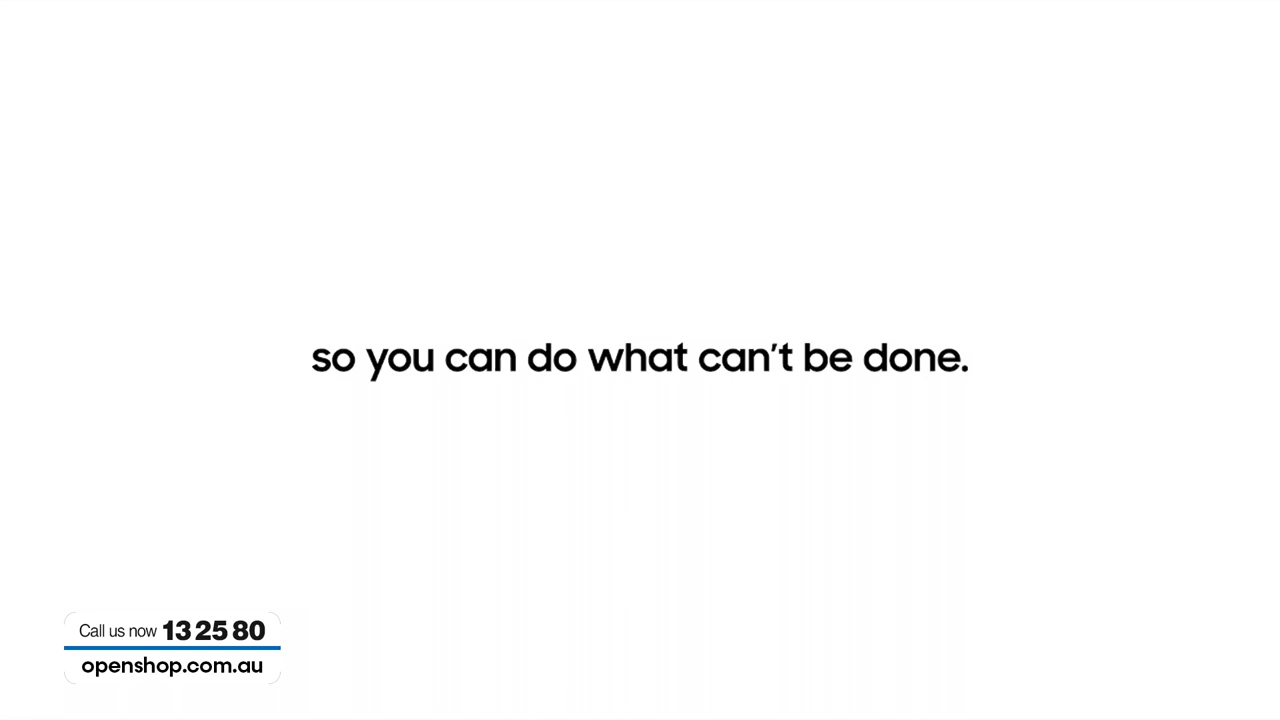 so you can do what can’t be done.
Call us now 13 25 80
openshop.com.au